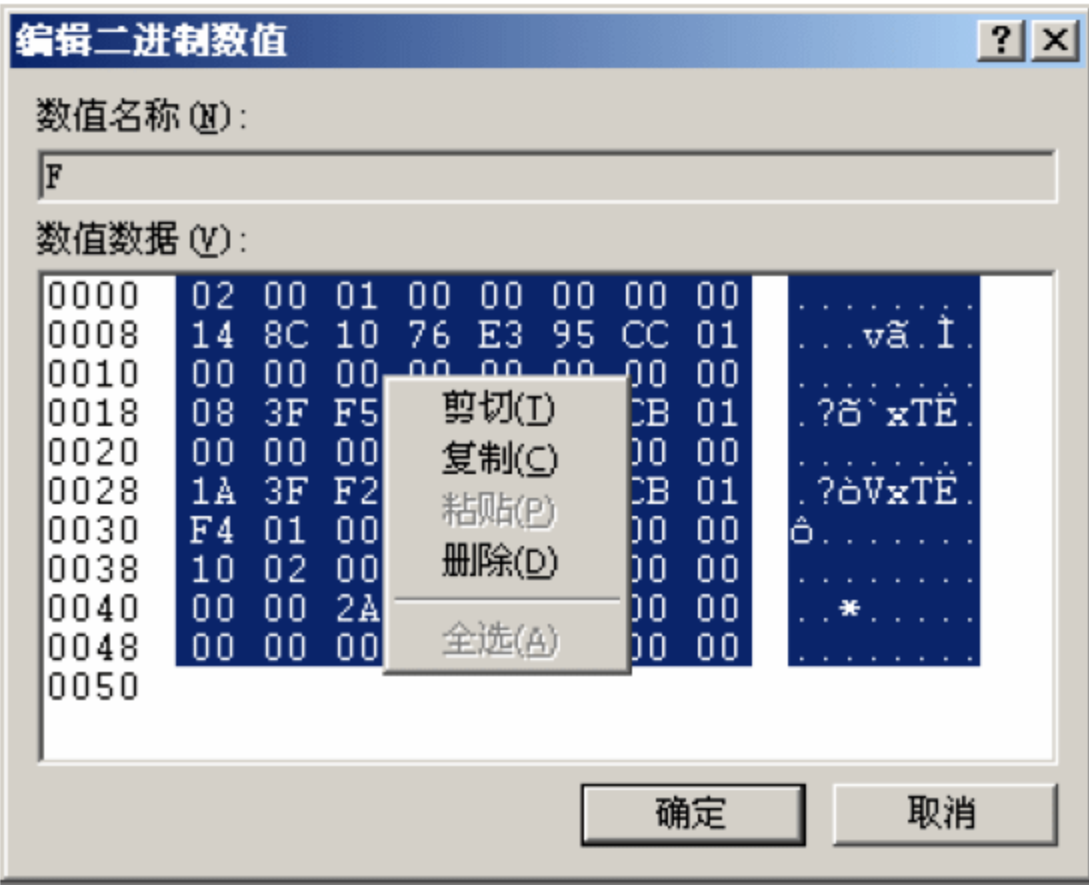 编辑二进制数值
数值名称(N):
F
数值数据(V):
0000 02 00 01 00 00 00 00 00 ........
0008 14 8C 10 76 E3 95 CC 01 ...vã.Ì.
0010 00 00 00 00 00 00 00 00 ........
0018 08 3F F5 CB 01 .?õ`xTË.
0020 00 00 00 00 00 ........
0028 1A 3F F2 CB 01 .?òVxTË.
0030 F4 01 00 00 00 ô.......
0038 10 02 00 00 00 ........
0040 00 00 2A 00 00 ..*.....
0048 00 00 00 00 00 ........
0050
剪切(T)
复制(C)
粘贴(P)
删除(D)
全选(A)
确定 取消